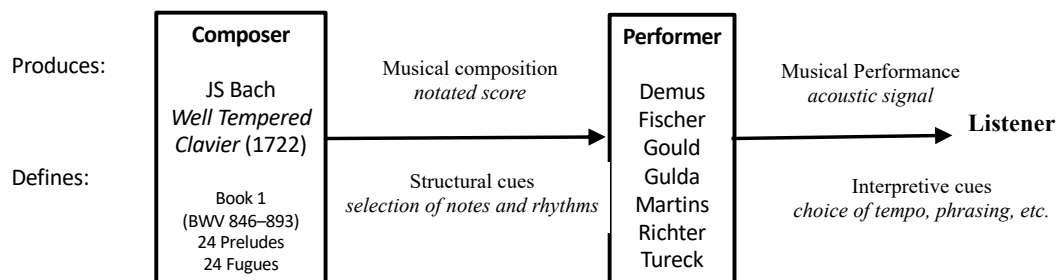 Produces:
Defines:
Composer
JS Bach
Well Tempered
Clavier (1722)
Book 1
(BWV 846–893)
24 Preludes
24 Fugues
Musical composition
notated score
Structural cues
selection of notes and rhythms
Performer
Demus
Fischer
Gould
Gulda
Martins
Richter
Tureck
Musical Performance
acoustic signal
Interpretive cues
choice of tempo, phrasing, etc.
Listener